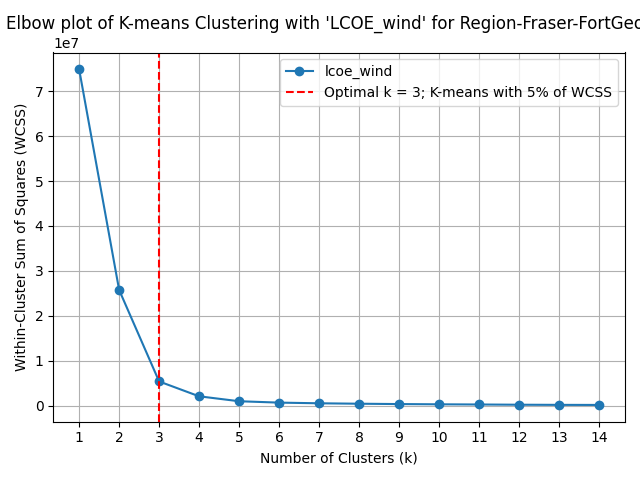 Elbow plot of K-means Clustering with 'LCOE_wind' for Region-Fraser-FortGeo
1e7
lcoe_wind
Optimal k = 3; K-means with 5% of WCSS
Within-Cluster Sum of Squares (WCSS)
7
6
5
4
3
2
1
0
1 2 3 4 5 6 7 8 9 10 11 12 13 14
Number of Clusters (k)